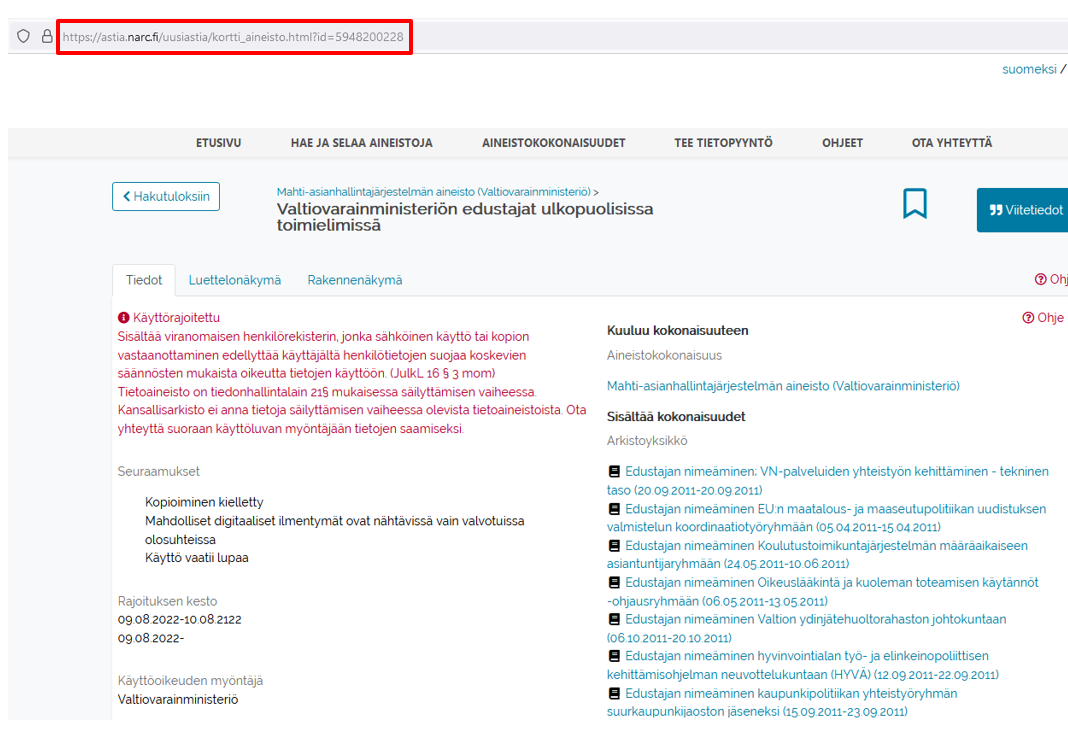 https://astia.narc.fi/uusiastia/kortti_aineisto.html?id=5948200228
suomeksi /
ETUSIVU HAE JA SELAA AINEISTOJA AINEISTOKOKONAISUUDET TEE TIETOPYYNTÖ OHJEET OTA YHTEYTTÄ
Hakutuloksiin
Mahti-asianhallintajärjestelmän aineisto (Valtiovarainministeriö) >
Valtiovarainministeriön edustajat ulkopuolisissa
toimielimissä
Viitetiedot
Tiedot Luettelonäkymä Rakennenäkymä
Ohj
Käyttörajoitettu
Sisältää viranomaisen henkilörekisterin, jonka sähköinen käyttö tai kopion
vastaanottaminen edellyttää käyttäjältä henkilötietojen suojaa koskevien
säännösten mukaista oikeutta tietojen käyttöön. (JulkL 16 § 3 mom)
Tietoaineisto on tiedonhallintalain 21§ mukaisessa säilyttämisen vaiheessa.
Kansallisarkisto ei anna tietoja säilyttämisen vaiheessa olevista tietoaineistoista. Ota
yhteyttä suoraan käyttöluvan myöntäjään tietojen saamiseksi.
Seuraamukset
Kopioiminen kielletty
Mahdolliset digitaaliset ilmentymät ovat nähtävissä vain valvotuissa
olosuhteissa
Käyttö vaatii lupaa
Rajoituksen kesto
09.08.2022-10.08.2122
09.08.2022-
Käyttöoikeuden myöntäjä
Valtiovarainministeriö
Ohje
Kuuluu kokonaisuuteen
Aineistokokonaisuus
Mahti-asianhallintajärjestelmän aineisto (Valtiovarainministeriö)
Sisältää kokonaisuudet
Arkistoyksikkö
Edustajan nimeäminen; VN-palveluiden yhteistyön kehittäminen - tekninen
taso (20.09.2011-20.09.2011)
Edustajan nimeäminen EU:n maatalous- ja maaseutupolitiikan uudistuksen
valmistelun koordinaatiotyöryhmään (05.04.2011-15.04.2011)
Edustajan nimeäminen Koulutustoimikuntajärjestelmän määräaikaiseen
asiantuntijaryhmään (24.05.2011-10.06.2011)
Edustajan nimeäminen Oikeuslääkintä ja kuoleman toteamisen käytännöt
-ohjausryhmään (06.05.2011-13.05.2011)
Edustajan nimeäminen Valtion ydinjätehuoltorahaston johtokuntaan
(06.10.2011-20.10.2011)
Edustajan nimeäminen hyvinvointialan työ- ja elinkeinopoliittisen
kehittämisohjelman neuvottelukuntaan (HYVÄ) (12.09.2011-22.09.2011)
Edustajan nimeäminen kaupunkipolitiikan yhteistyöryhmän
suurkaupunkijaoston jäseneksi (15.09.2011-23.09.2011)